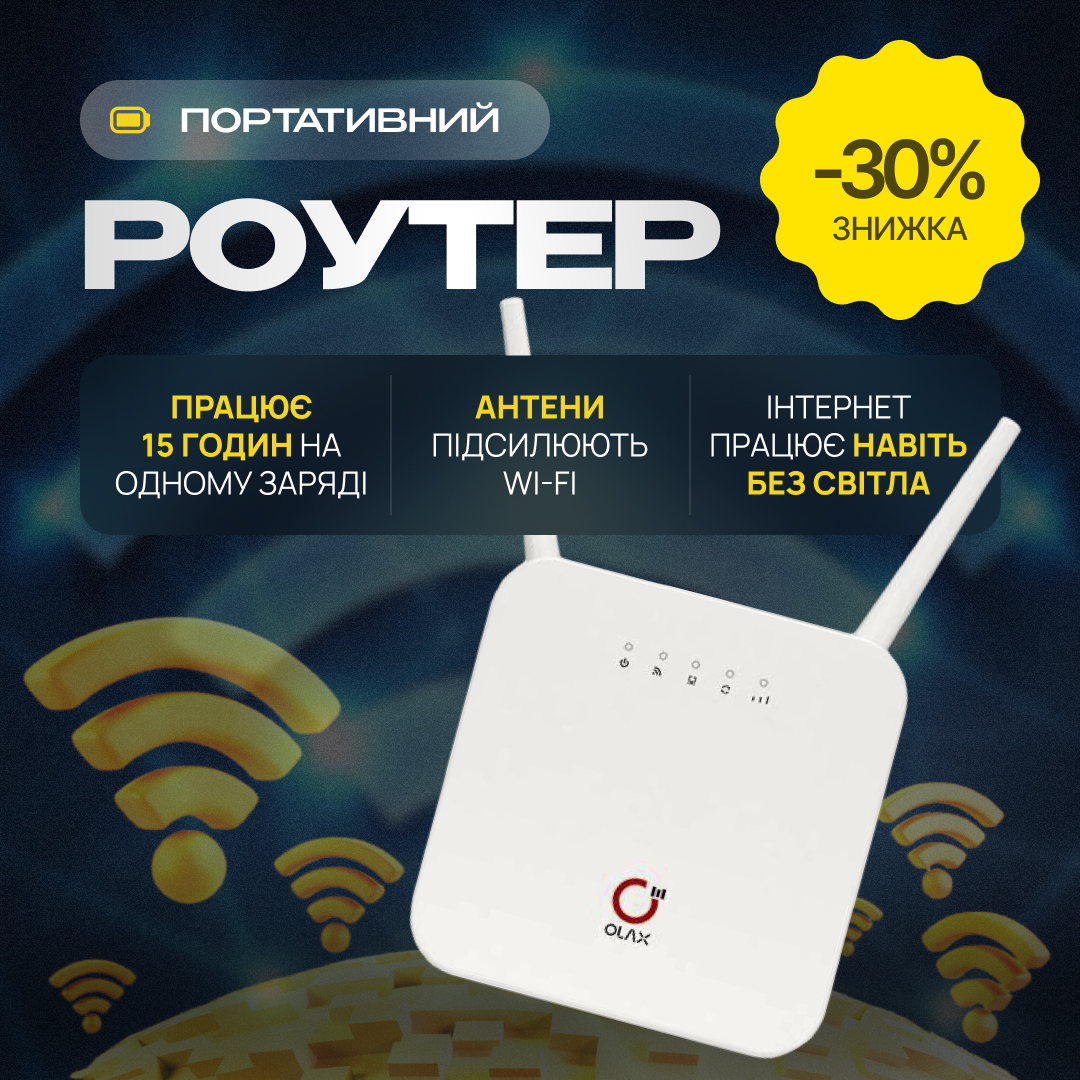 ПОРТАТИВНИЙ
РОУТЕР
-30%
ЗНИЖКА
ПРАЦЮЄ
15 ГОДИН НА
ОДНОМУ ЗАРЯДІ
АНТЕНИ
ПІДСИЛЮЮТЬ
WI-FI
ІНТЕРНЕТ
ПРАЦЮЄ НАВІТЬ
БЕЗ СВІТЛА
OLAX